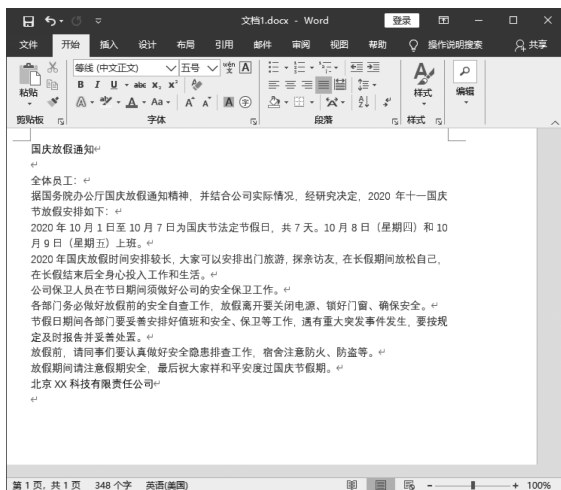 文档1.docx - Word
登录
文件 开始 插入 设计 布局 引用 邮件 审阅 视图 帮助 操作说明搜索 共享
等线 (中文正文) 五号 wén 文 A
粘贴 B I U abc X₂ X² 样式 编辑
A aby A Aa A A A 字
剪贴板 字体 段落 样式
国庆放假通知
全体员工：
据国务院办公厅国庆放假通知精神，并结合公司实际情况，经研究决定，2020 年十一国庆
节放假安排如下：
2020 年 10 月 1 日至 10 月 7 日为国庆节法定节假日，共 7 天。10 月 8 日（星期四）和 10
月 9 日（星期五）上班。
2020 年国庆放假时间安排较长，大家可以安排出门旅游，探亲访友，在长假期间放松自己，
在长假结束后全身心投入工作和生活。
公司保卫人员在节日期间须做好公司的安全保卫工作。
各部门务必做好放假前的安全自查工作，放假离开要关闭电源、锁好门窗、确保安全。
节假日期间各部门要妥善安排好值班和安全、保卫等工作，遇有重大突发事件发生，要按规
定及时报告并妥善处置。
放假前，请同事们要认真做好安全隐患排查工作，宿舍注意防火、防盗等。
放假期间请注意假期安全，最后祝大家祥和平安度过国庆节假期。
北京 XX 科技有限责任公司
第 1 页，共 1 页 348 个字 英语(美国) 100%